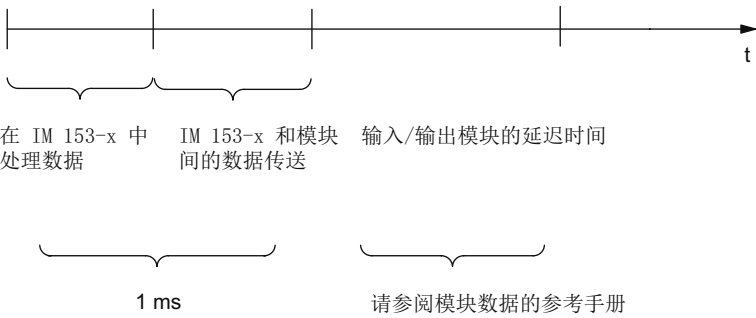 t
在 IM 153-x 中
处理数据
IM 153-x 和模块
间的数据传送
输入/输出模块的延迟时间
1 ms
请参阅模块数据的参考手册